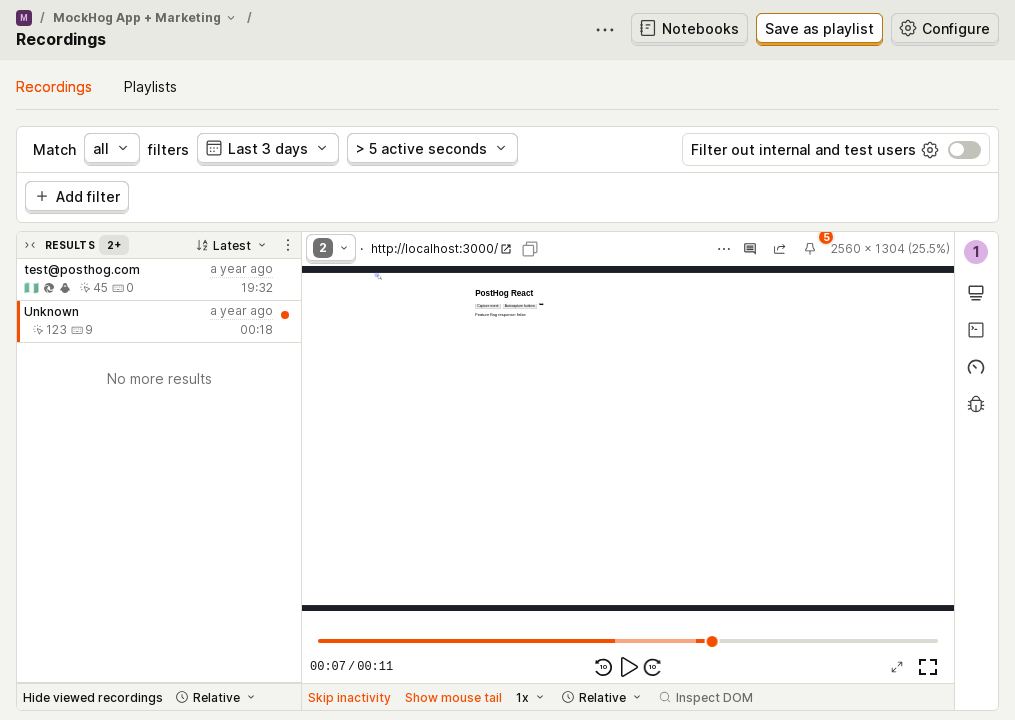 M / MockHog App + Marketing /
Recordings
Notebooks
Save as playlist
Configure
Recordings
Playlists
Match all filters Last 3 days > 5 active seconds
Filter out internal and test users
Add filter
RESULTS 2+ Latest
test@posthog.com a year ago
45 0 19:32
Unknown a year ago
123 9 00:18
No more results
Hide viewed recordings Relative
2 · http://localhost:3000/ 5 2560 × 1304 (25.5%)
PostHog React
Capture event Autocapture buttons
Feature flag response: false
00:07 / 00:11
10 10
Skip inactivity Show mouse tail 1x Relative Inspect DOM
1